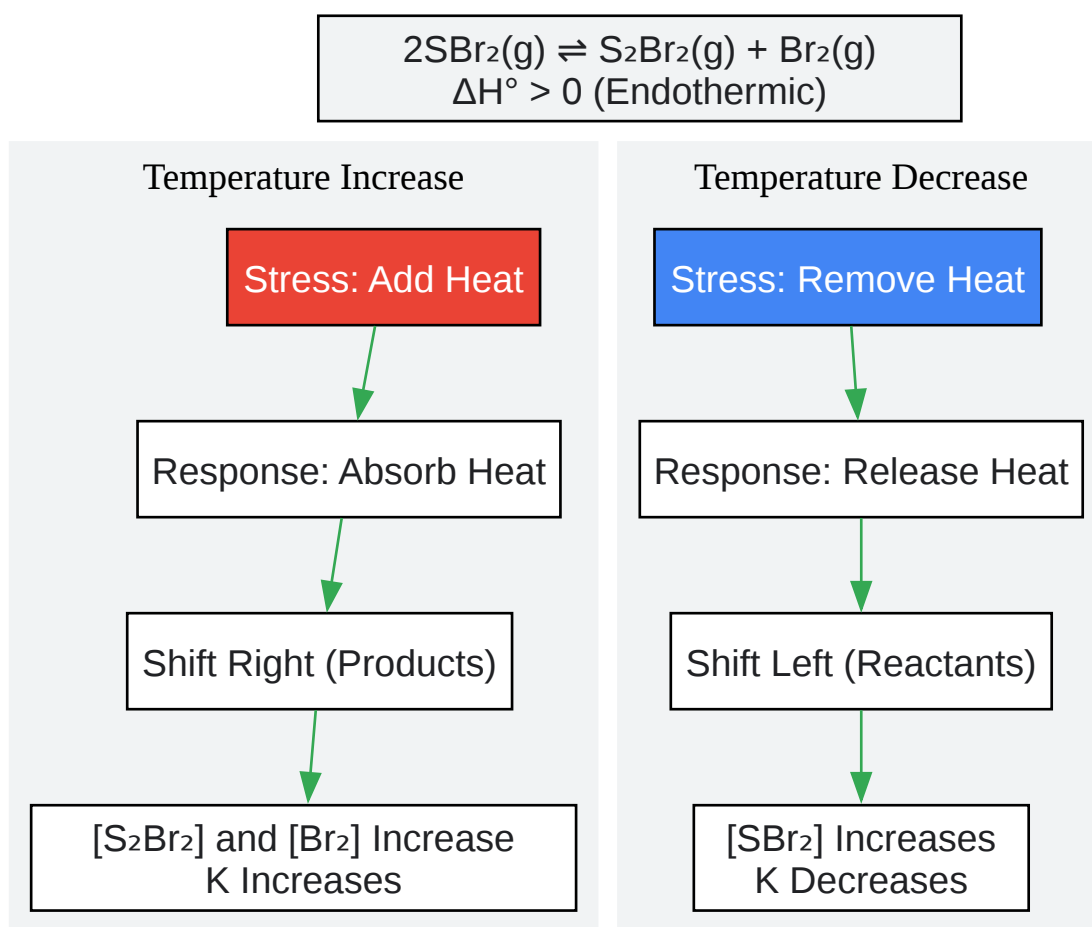 2SBr₂(g) ⇌ S₂Br₂(g) + Br₂(g)
ΔH° > 0 (Endothermic)
Temperature Increase
Stress: Add Heat
Response: Absorb Heat
Shift Right (Products)
[S₂Br₂] and [Br₂] Increase
K Increases
Temperature Decrease
Stress: Remove Heat
Response: Release Heat
Shift Left (Reactants)
[SBr₂] Increases
K Decreases